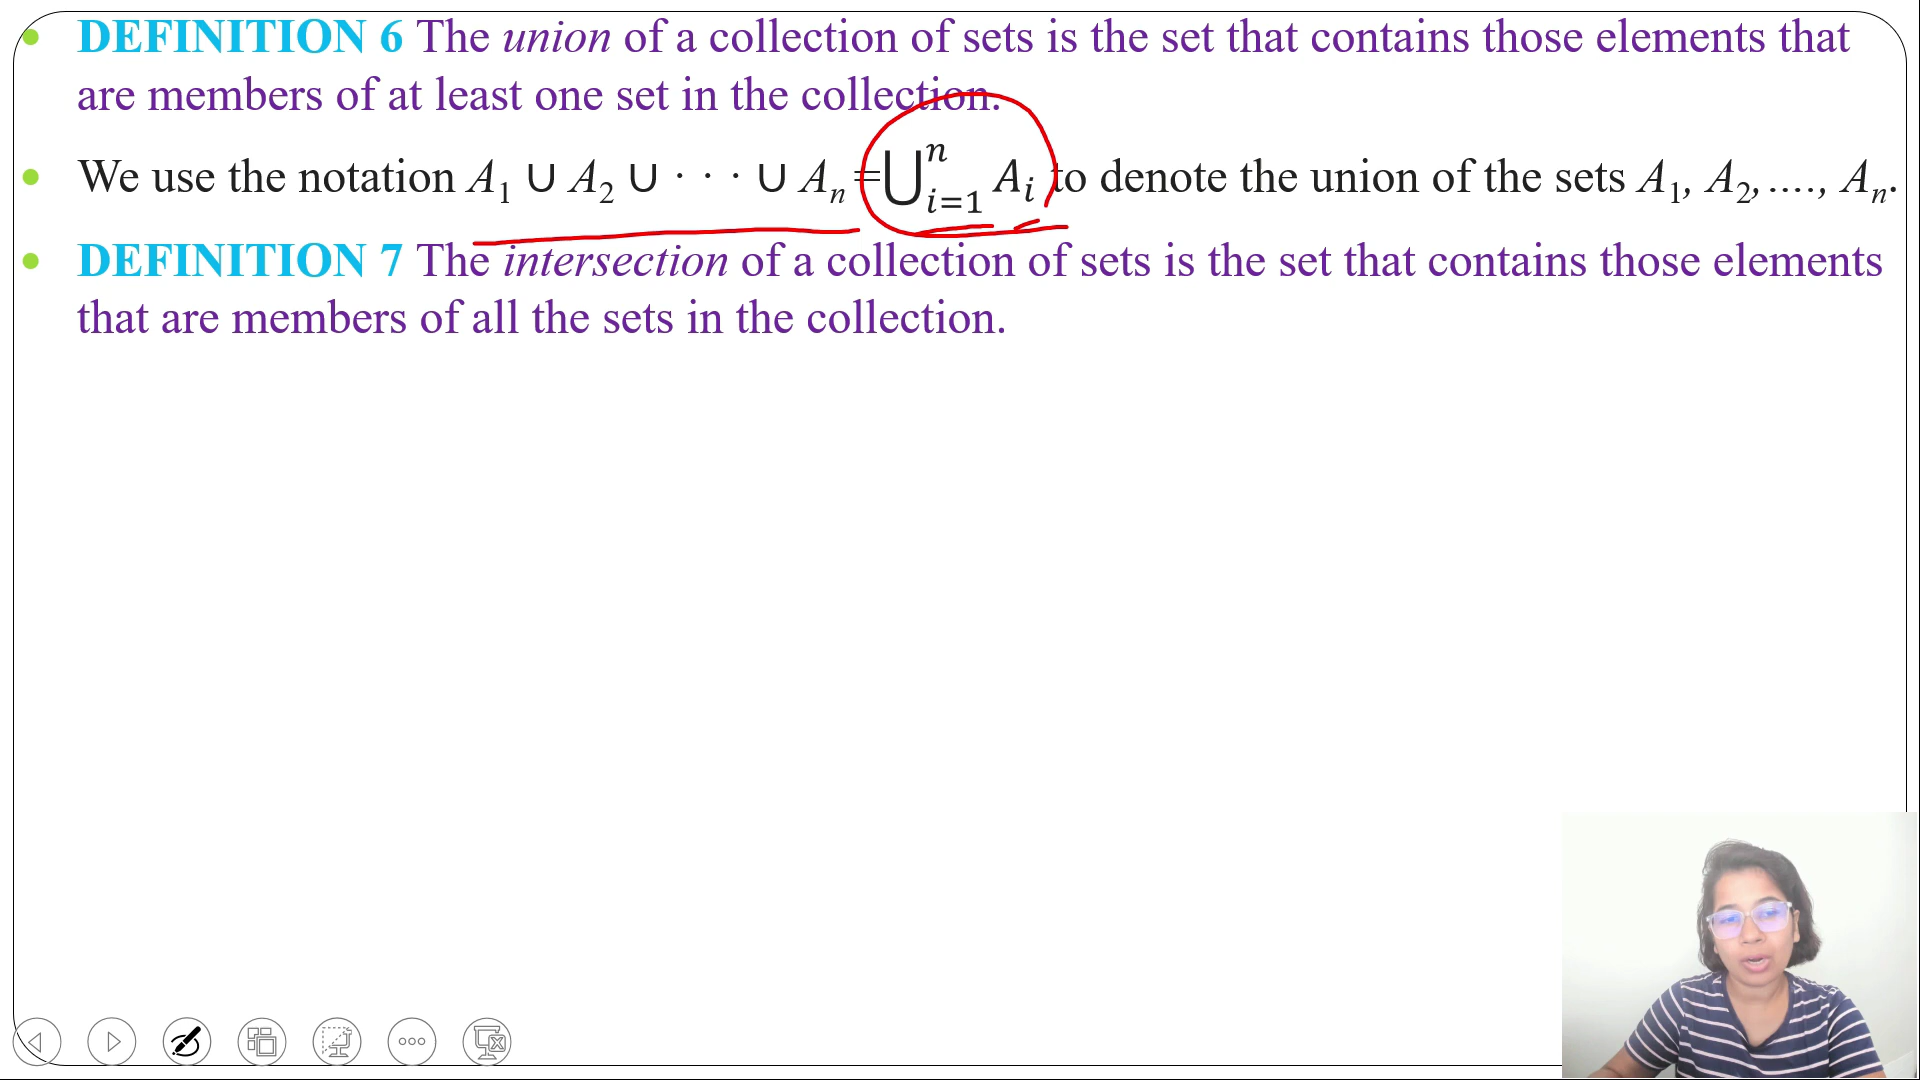 • DEFINITION 6 The union of a collection of sets is the set that contains those elements that
are members of at least one set in the collection.
• We use the notation A₁ ∪ A₂ ∪ · · · ∪ Aₙ =⋃ⁿᵢ₌₁ Aᵢ to denote the union of the sets A₁, A₂,...., Aₙ.
• DEFINITION 7 The intersection of a collection of sets is the set that contains those elements
that are members of all the sets in the collection.